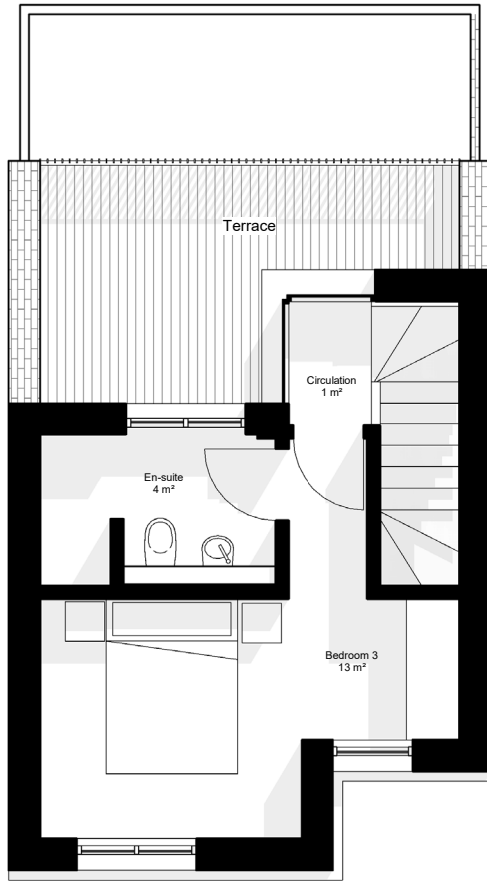 Terrace
Circulation
1 m²
En-suite
4 m²
Bedroom 3
13 m²